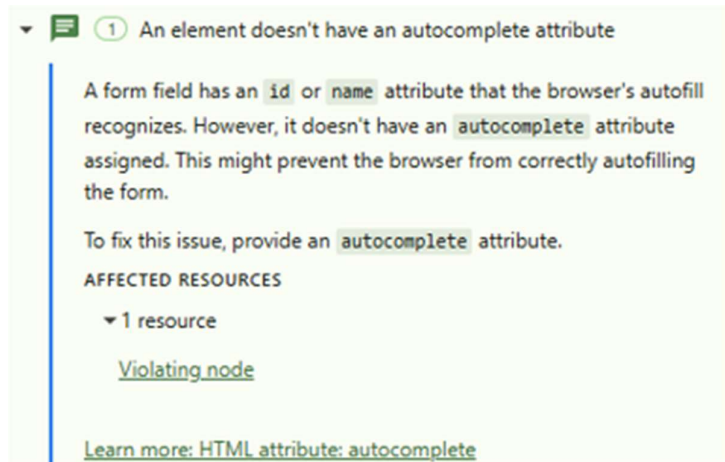 1 An element doesn't have an autocomplete attribute
A form field has an id or name attribute that the browser's autofill
recognizes. However, it doesn't have an autocomplete attribute
assigned. This might prevent the browser from correctly autofilling
the form.
To fix this issue, provide an autocomplete attribute.
AFFECTED RESOURCES
1 resource
Violating node
Learn more: HTML attribute: autocomplete